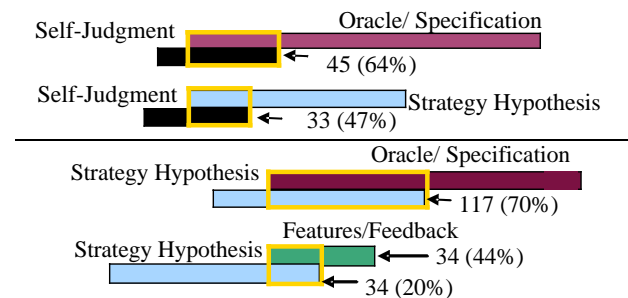 Oracle/ Specification
Self-Judgment
45 (64%)
Self-Judgment
Strategy Hypothesis
33 (47%)
Oracle/ Specification
Strategy Hypothesis
117 (70%)
Features/Feedback
Strategy Hypothesis
34 (44%)
34 (20%)